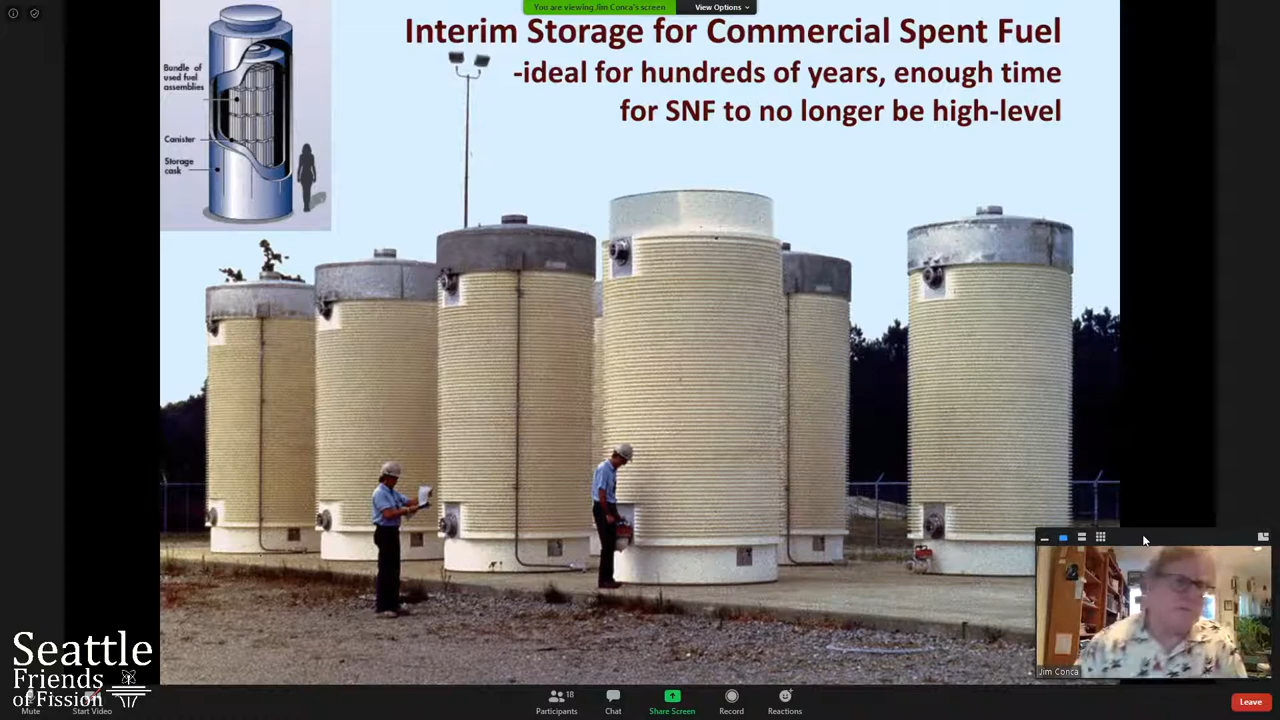 You are viewing Jim Conca's screen
View Options
Interim Storage for Commercial Spent Fuel
-ideal for hundreds of years, enough time
for SNF to no longer be high-level
Bundle of
used fuel
assemblies
Canister
Storage
cask
Jim Conca
Seattle
Friends
of Fission
Mute
Start Video
18
Participants
Chat
Share Screen
Record
Reactions
Leave